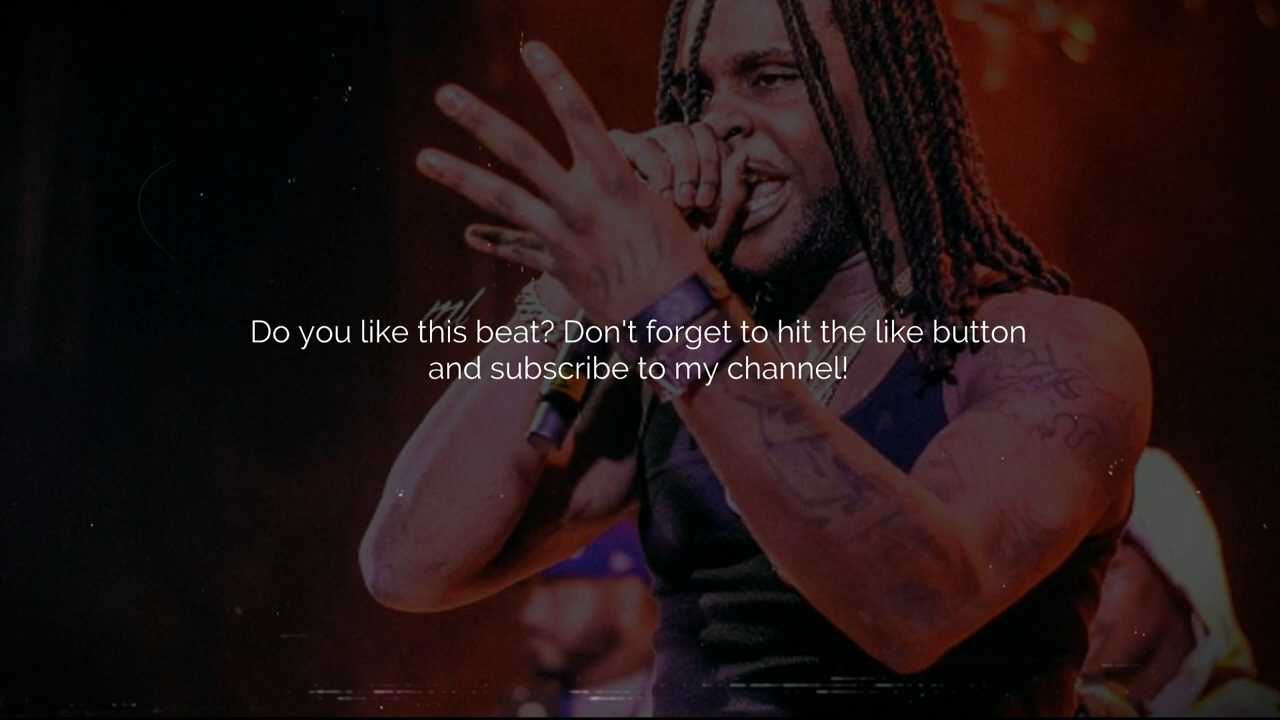 Do you like this beat? Don't forget to hit the like button
and subscribe to my channel!